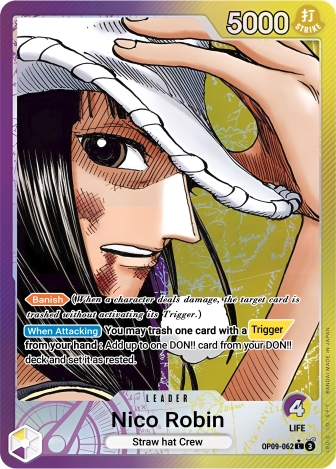 5000
打
STRIKE
Banish (When a character deals damage, the target card is
trashed without activating its Trigger.)
When Attacking You may trash one card with a Trigger
from your hand : Add up to one DON!! card from your DON!!
deck and set it as rested.
LEADER
Nico Robin
Straw hat Crew
4
LIFE
OP09-062 L 3